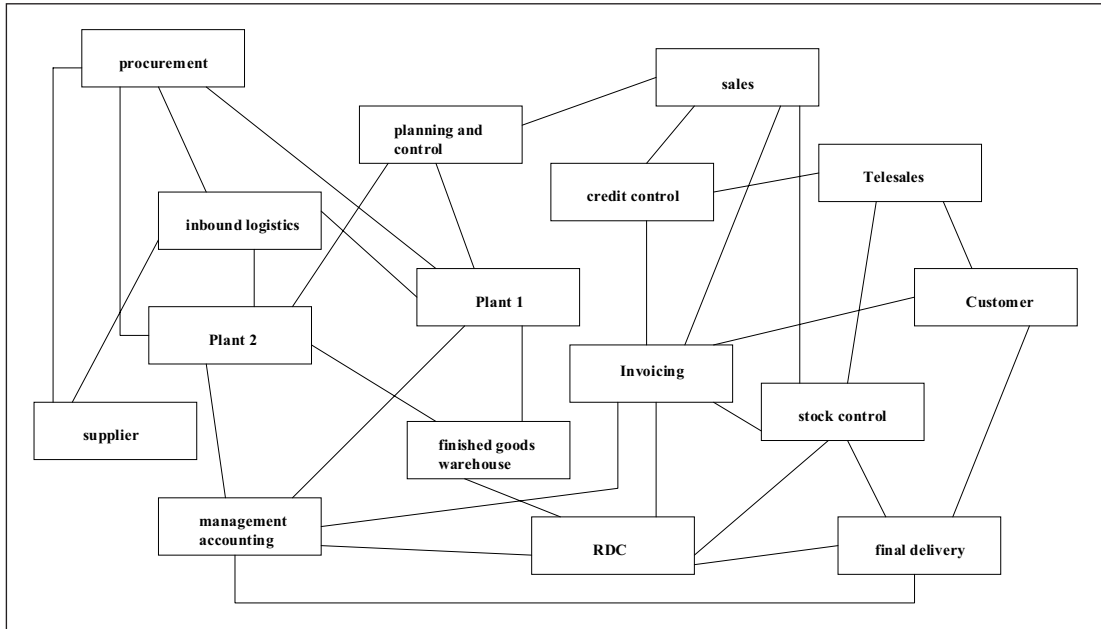 procurement
sales
planning and
control
Telesales
credit control
inbound logistics
Plant 1
Customer
Plant 2
Invoicing
stock control
supplier
finished goods
warehouse
management
accounting
RDC
final delivery